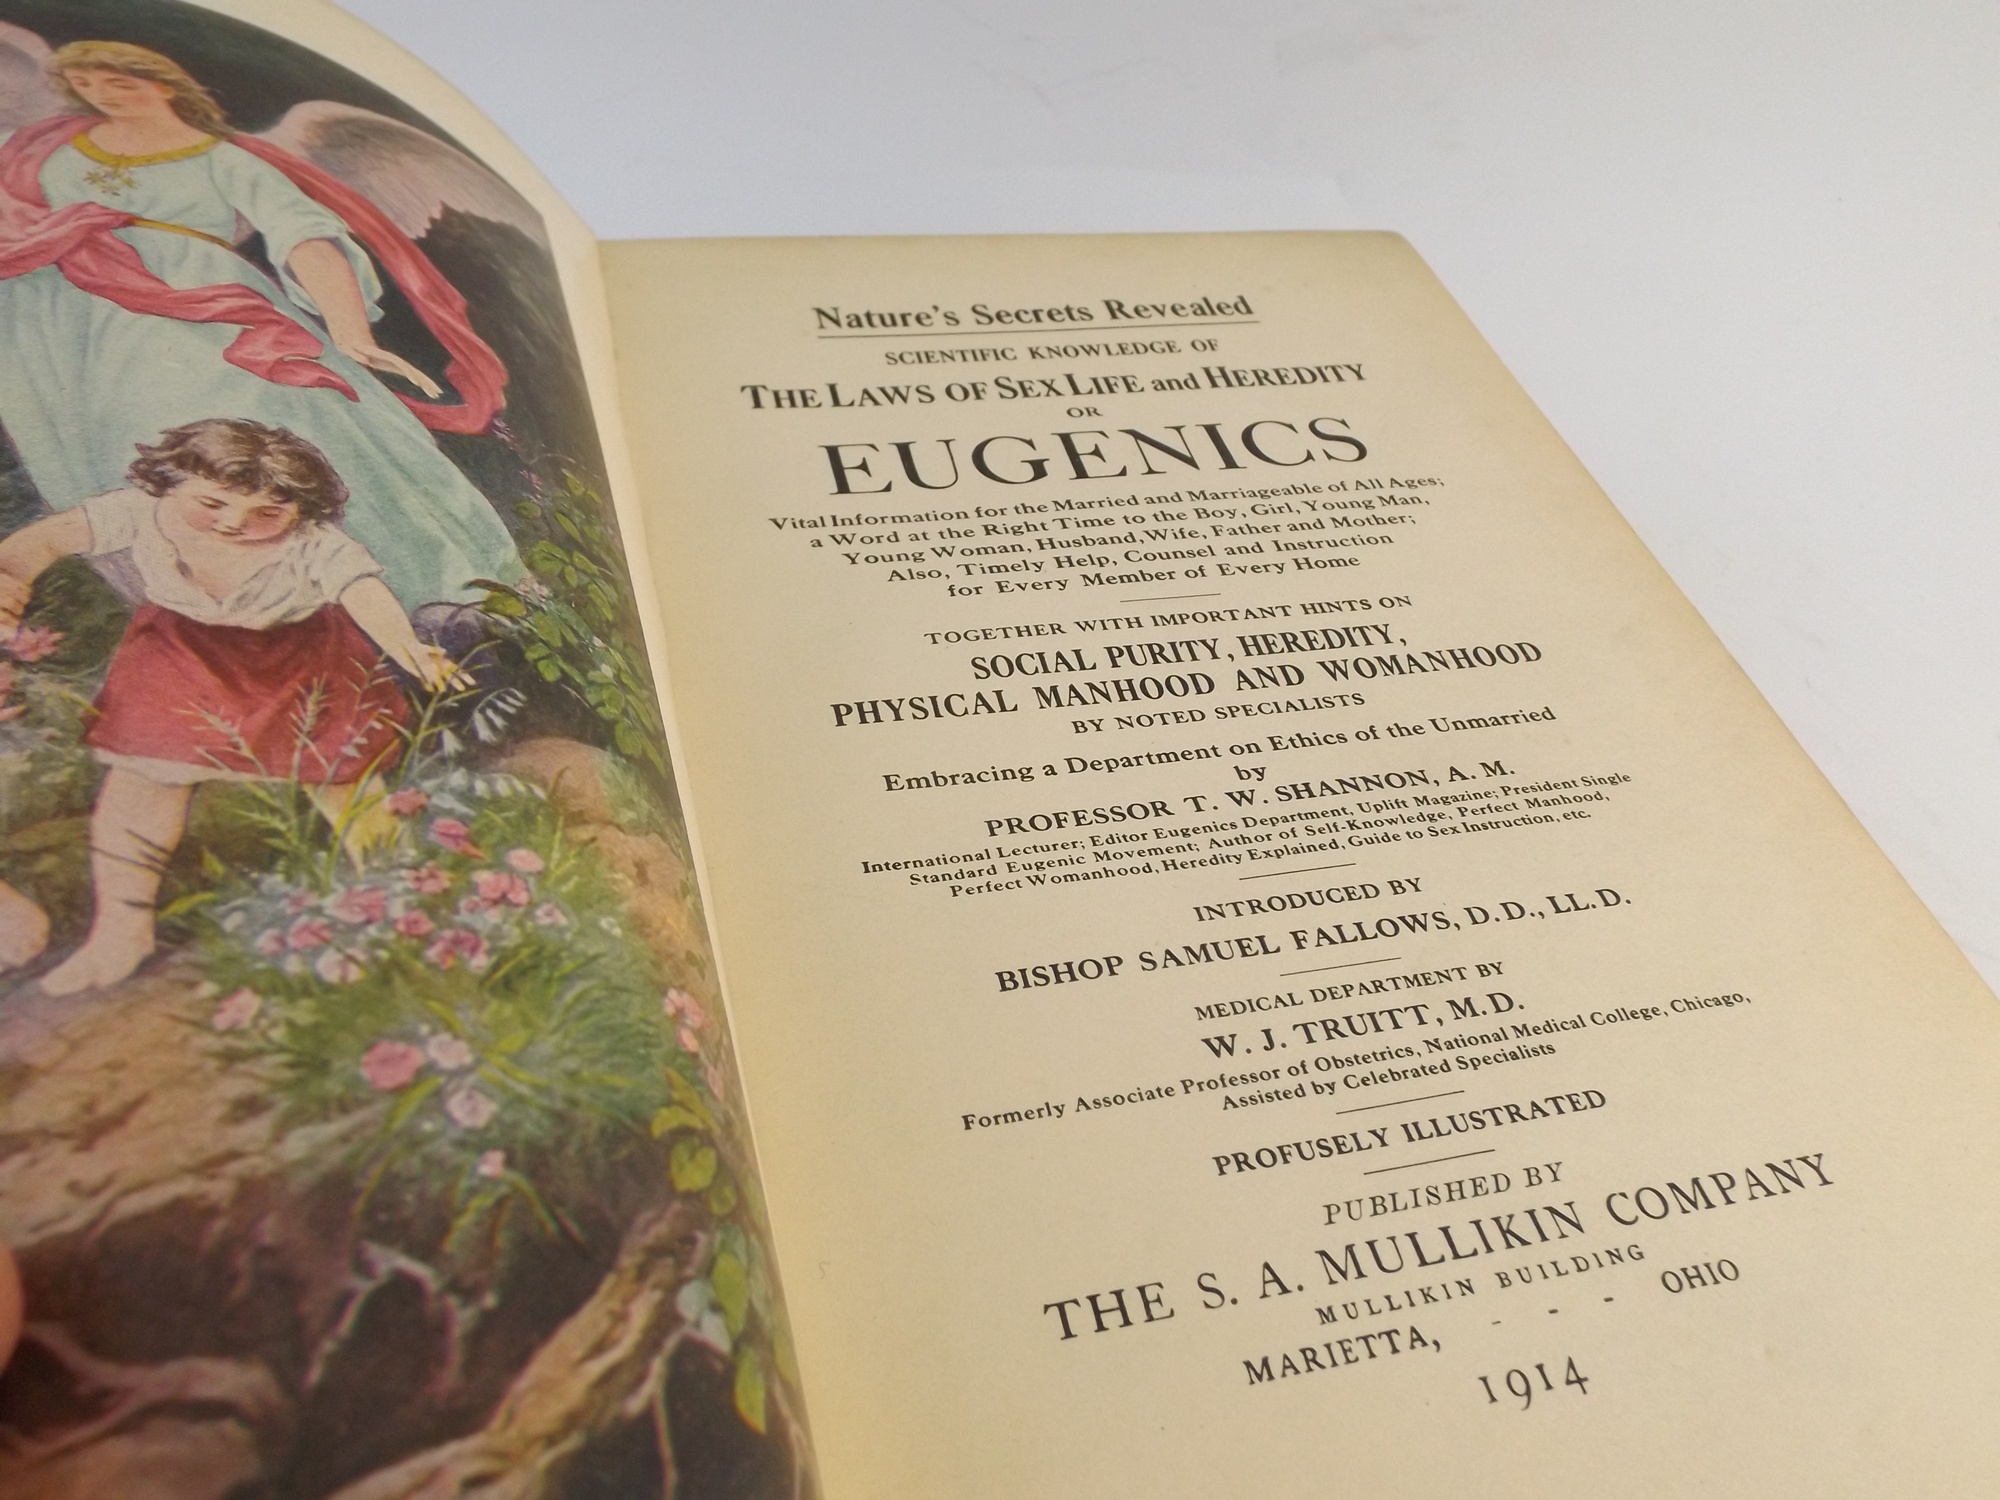 Nature's Secrets Revealed
SCIENTIFIC KNOWLEDGE OF
THE LAWS OF SEX LIFE and HEREDITY
OR
EUGENICS
Vital Information for the Married and Marriageable of All Ages;
a Word at the Right Time to the Boy, Girl, Young Man,
Young Woman, Husband, Wife, Father and Mother;
Also, Timely Help, Counsel and Instruction
for Every Member of Every Home
TOGETHER WITH IMPORTANT HINTS ON
SOCIAL PURITY, HEREDITY,
PHYSICAL MANHOOD AND WOMANHOOD
BY NOTED SPECIALISTS
Embracing a Department on Ethics of the Unmarried
by
PROFESSOR T. W. SHANNON, A. M.
International Lecturer; Editor Eugenics Department, Uplift Magazine; President Single
Standard Eugenic Movement; Author of Self-Knowledge, Perfect Manhood,
Perfect Womanhood, Heredity Explained, Guide to Sex Instruction, etc.
INTRODUCED BY
BISHOP SAMUEL FALLOWS, D. D., LL. D.
MEDICAL DEPARTMENT BY
W. J. TRUITT, M. D.
Formerly Associate Professor of Obstetrics, National Medical College, Chicago,
Assisted by Celebrated Specialists
PROFUSELY ILLUSTRATED
PUBLISHED BY
THE S. A. MULLIKIN COMPANY
MULLIKIN BUILDING
MARIETTA, - - - OHIO
1914